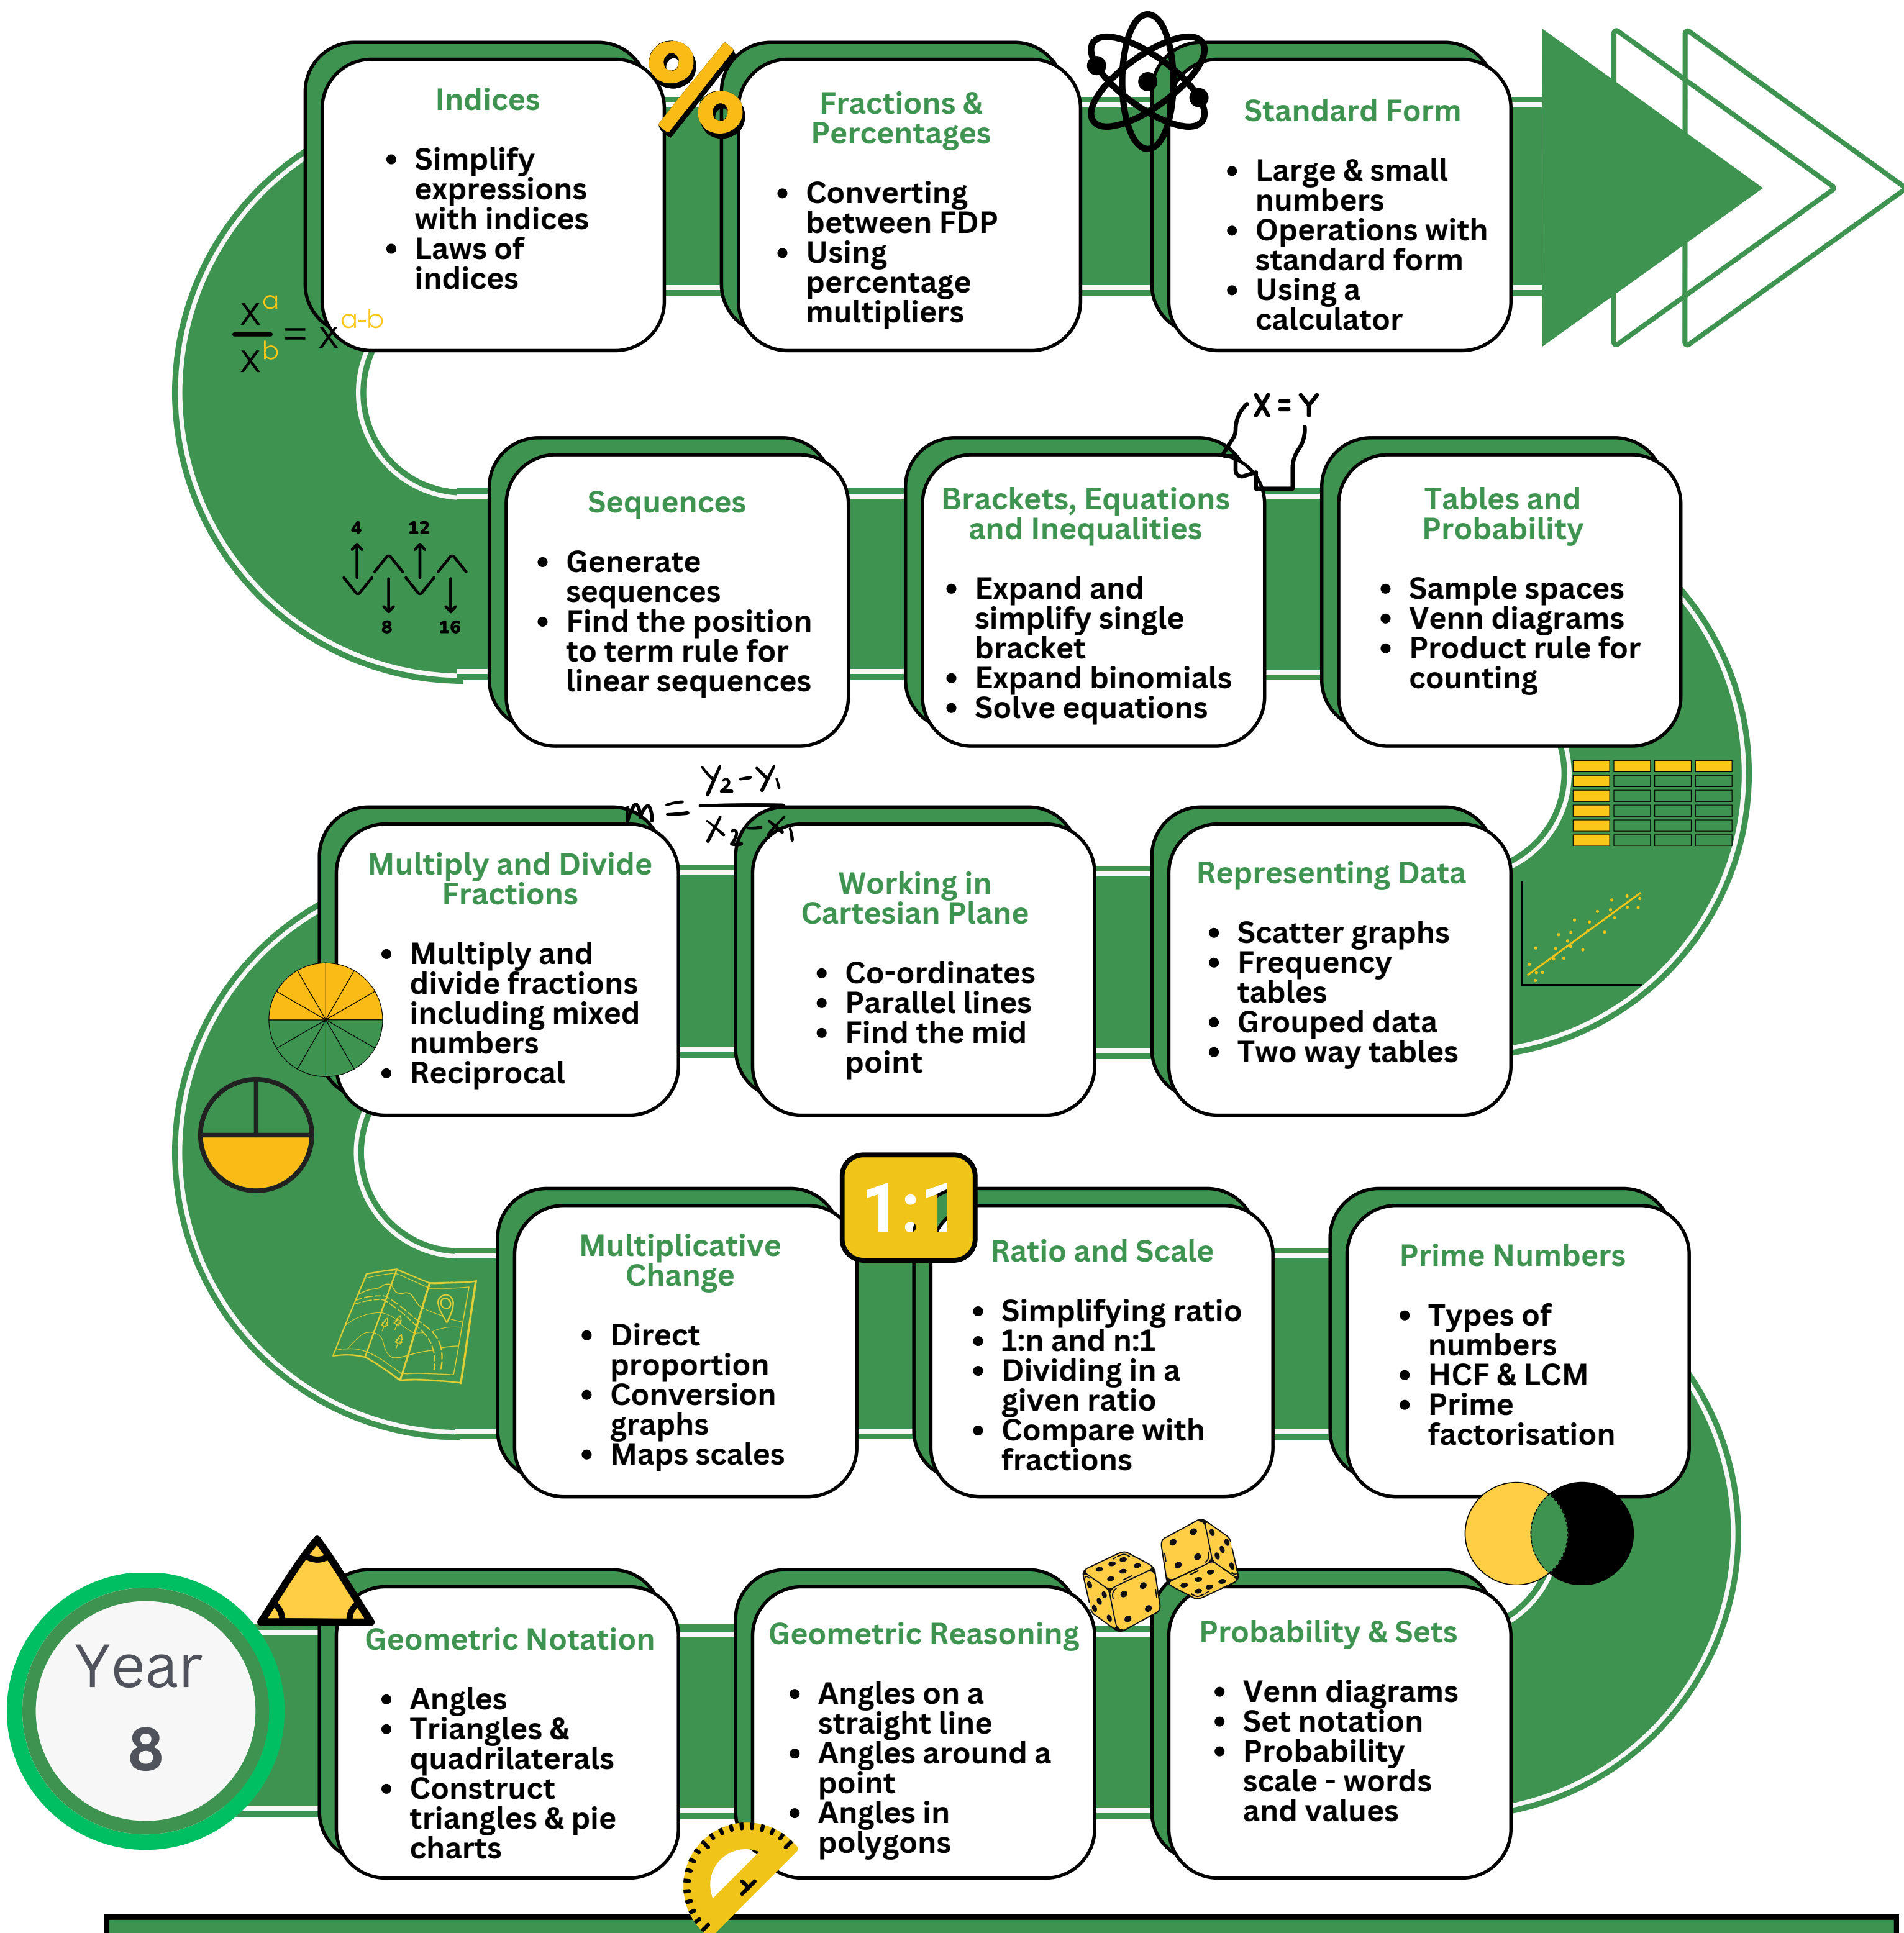 Indices
Simplify
expressions
with indices
Laws of
indices
%
Fractions &
Percentages
Converting
between FDP
Using
percentage
multipliers
Standard Form
Large & small
numbers
Operations with
standard form
Using a
calculator
x^a
x^b
= x^a-b
Sequences
Generate
sequences
Find the position
to term rule for
linear sequences
4 12
8 16
Brackets, Equations
and Inequalities
Expand and
simplify single
bracket
Expand binomials
Solve equations
X = Y
Tables and
Probability
Sample spaces
Venn diagrams
Product rule for
counting
Multiply and Divide
Fractions
Multiply and
divide fractions
including mixed
numbers
Reciprocal
y₂ - y₁
m =
x₂ - x₁
Working in
Cartesian Plane
Co-ordinates
Parallel lines
Find the mid
point
Representing Data
Scatter graphs
Frequency
tables
Grouped data
Two way tables
Multiplicative
Change
Direct
proportion
Conversion
graphs
Maps scales
1:1
Ratio and Scale
Simplifying ratio
1:n and n:1
Dividing in a
given ratio
Compare with
fractions
Prime Numbers
Types of
numbers
HCF & LCM
Prime
factorisation
Year
8
Geometric Notation
Angles
Triangles &
quadrilaterals
Construct
triangles & pie
charts
Geometric Reasoning
Angles on a
straight line
Angles around a
point
Angles in
polygons
Probability & Sets
Venn diagrams
Set notation
Probability
scale - words
and values